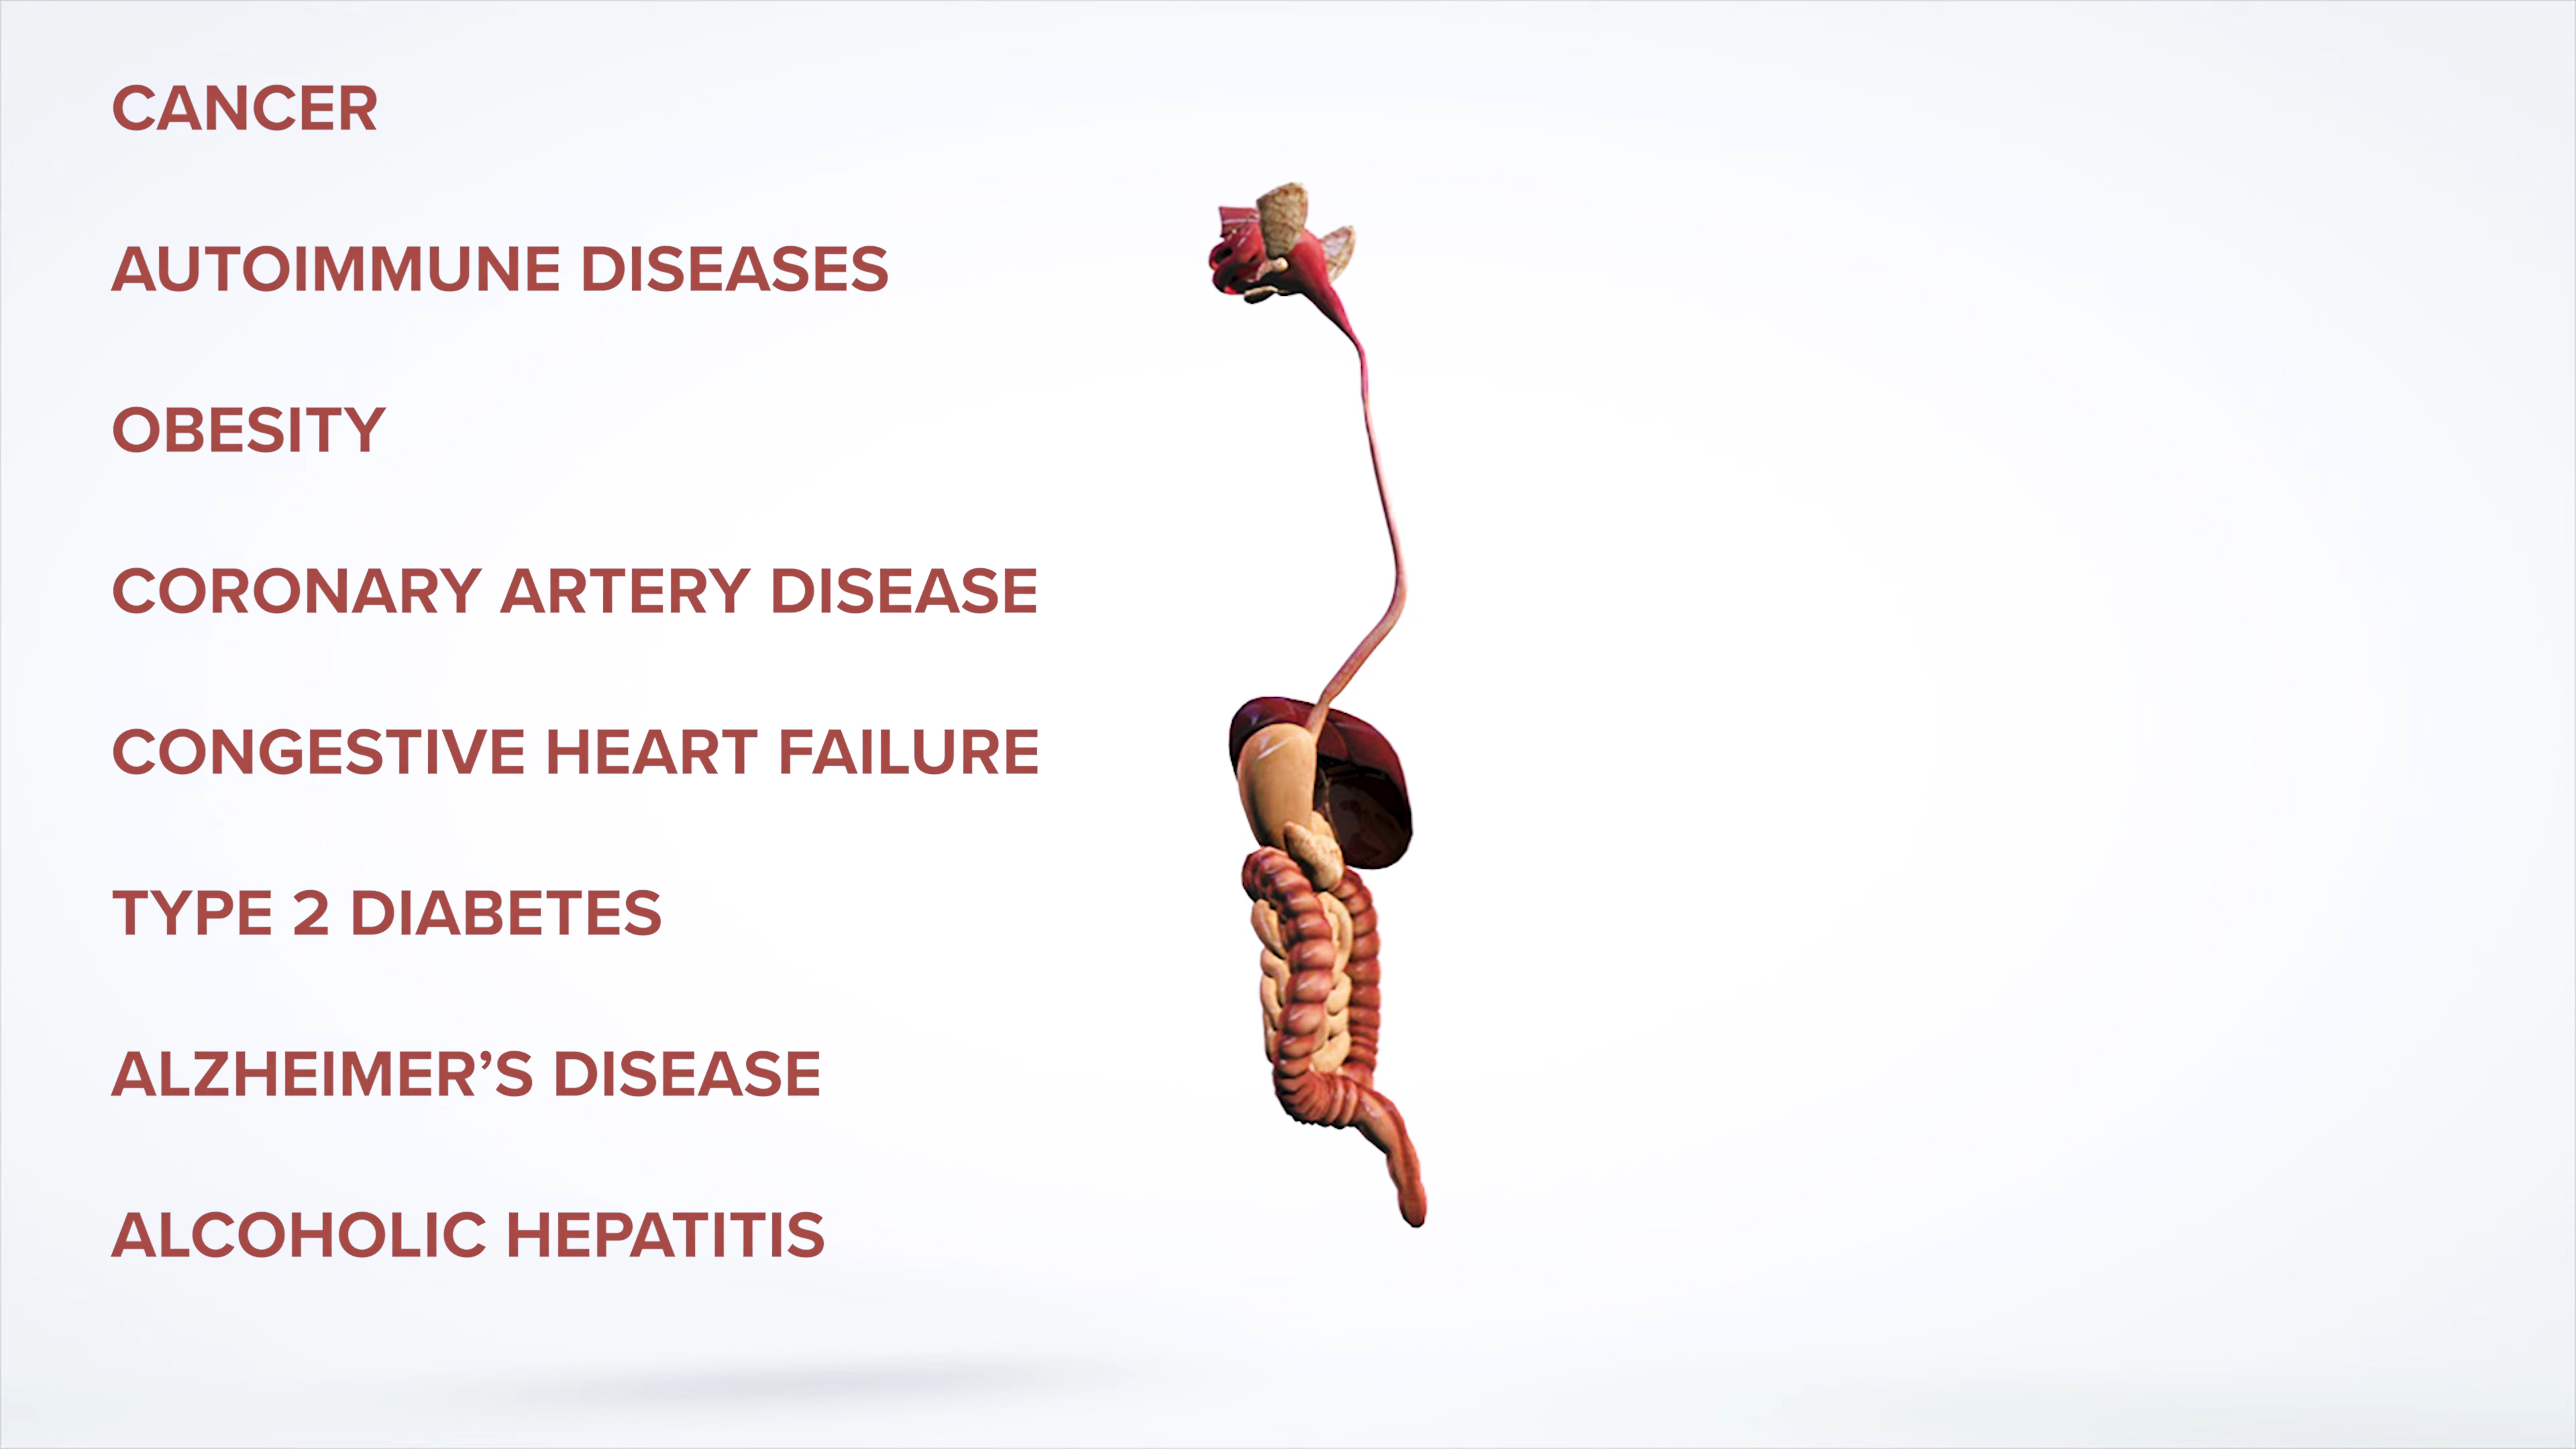 CANCER
AUTOIMMUNE DISEASES
OBESITY
CORONARY ARTERY DISEASE
CONGESTIVE HEART FAILURE
TYPE 2 DIABETES
ALZHEIMER’S DISEASE
ALCOHOLIC HEPATITIS